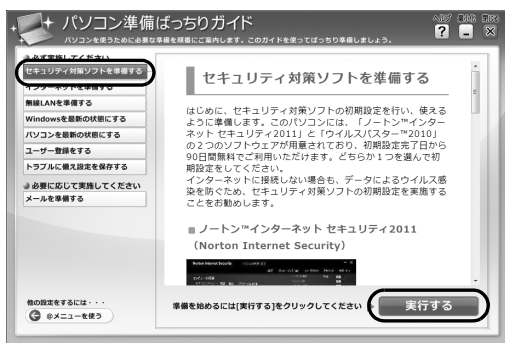 パソコン準備ばっちりガイド
パソコンを使うために必要な準備を順番にご案内します。このガイドを使ってばっちり準備しましょう。
ヘルプ 最小化 閉じる
必ず実施してください
セキュリティ対策ソフトを準備する
インターネットを準備する
無線LANを準備する
Windowsを最新の状態にする
パソコンを最新の状態にする
ユーザー登録をする
トラブルに備え設定を保存する
必要に応じて実施してください
メールを準備する
他の設定をするには・・・
@メニューを使う
セキュリティ対策ソフトを準備する
はじめに、セキュリティ対策ソフトの初期設定を行い、使える
ように準備します。このパソコンには、「ノートン™インター
ネット セキュリティ2011」と「ウイルスバスター™2010」
の２つのソフトウェアが用意されており、初期設定完了日から
90日間無料でご利用いただけます。どちらか１つを選んで初
期設定をしてください。
インターネットに接続しない場合も、データによるウイルス感
染を防ぐため、セキュリティ対策ソフトの初期設定を実施する
ことをお勧めします。
■ ノートン™インターネット セキュリティ2011
（Norton Internet Security）
Norton Internet Security
準備を始めるには[実行する]をクリックしてください
実行する